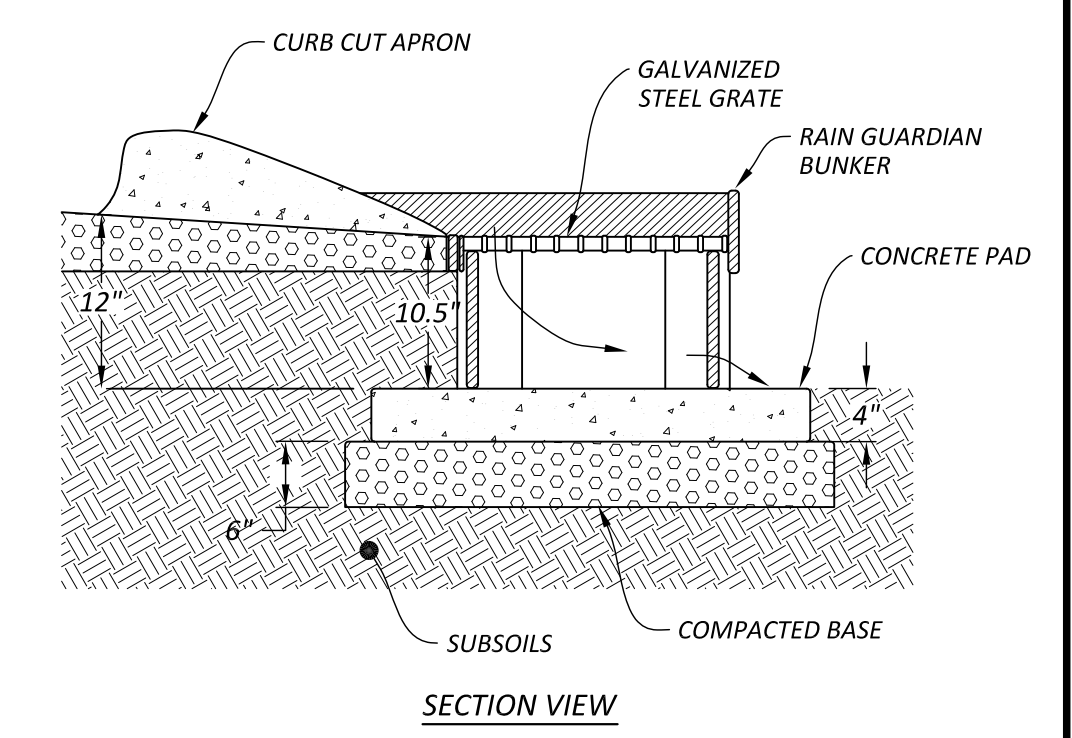 CURB CUT APRON
GALVANIZED
STEEL GRATE
RAIN GUARDIAN
BUNKER
CONCRETE PAD
12"
10.5"
4"
6"
SUBSOILS
COMPACTED BASE
SECTION VIEW